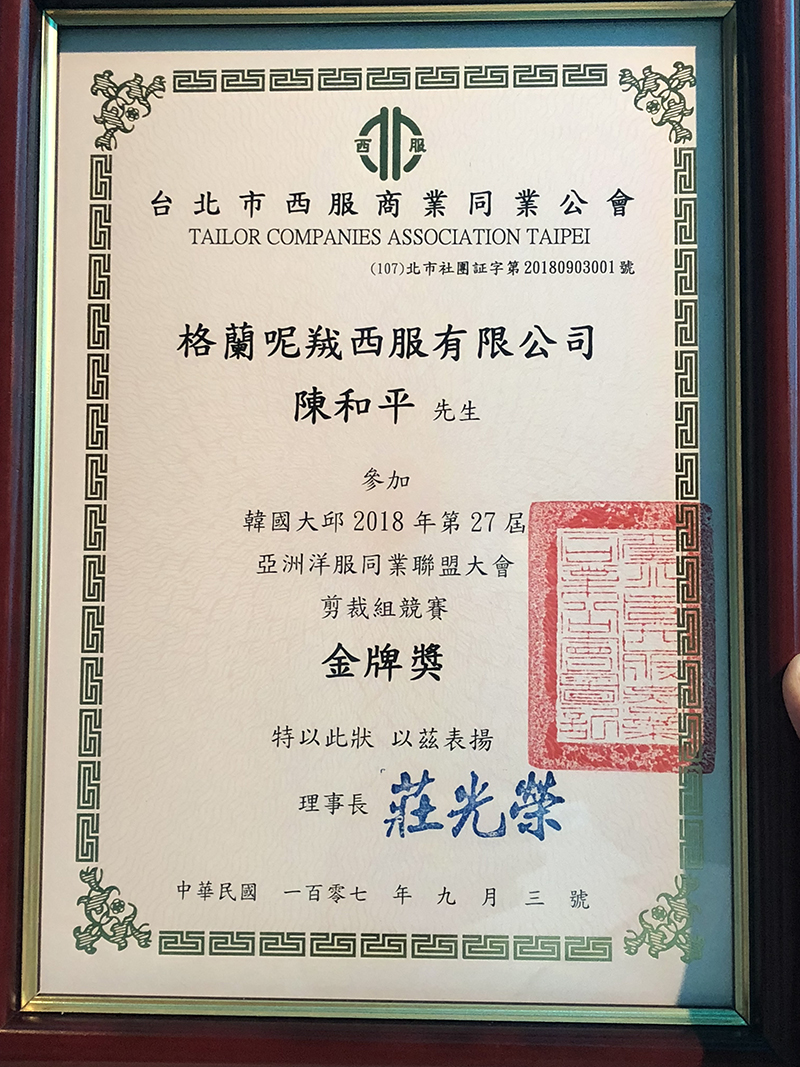 西服
台北市西服商業同業公會
TAILOR COMPANIES ASSOCIATION TAIPEI
(107)北市社團証字第20180903001號
格蘭呢羢西服有限公司
陳和平 先生
參加
韓國大邱2018年第27屆
亞洲洋服同業聯盟大會
剪裁組競賽
金牌獎
特以此狀 以茲表揚
理事長 莊光榮
中華民國 一百零七 年 九 月 三 號